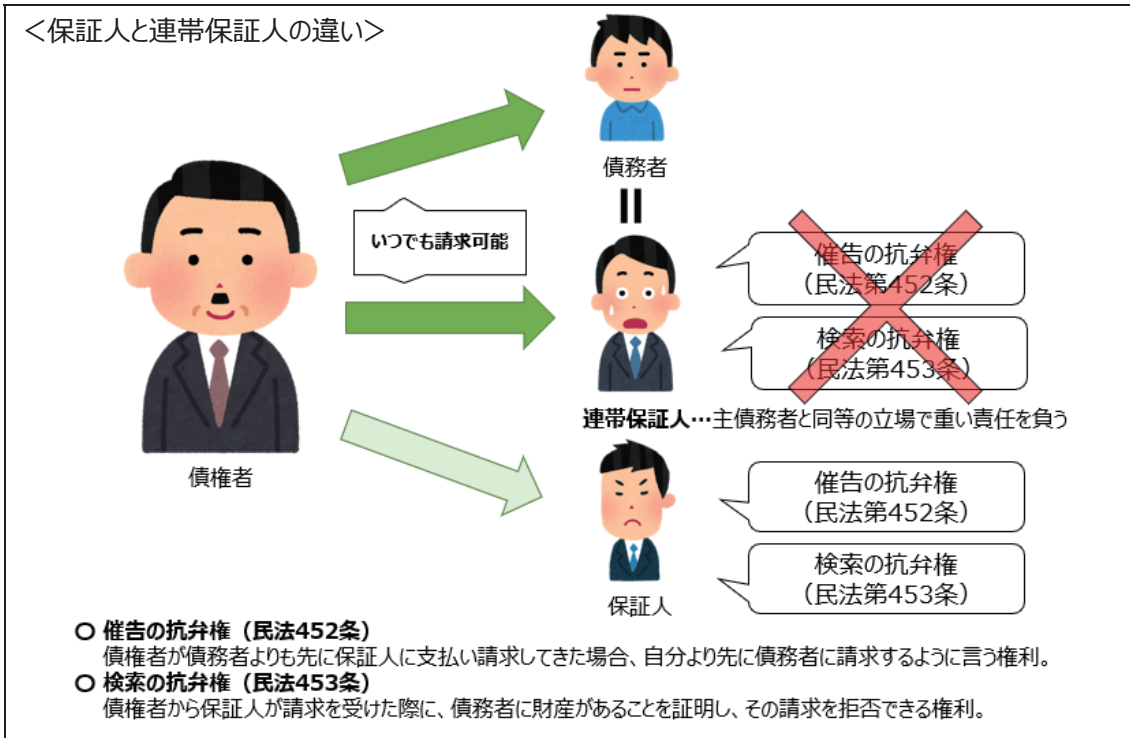 ＜保証人と連帯保証人の違い＞
債務者
いつでも請求可能
催告の抗弁権
（民法第452条）
検索の抗弁権
（民法第453条）
連帯保証人…主債務者と同等の立場で重い責任を負う
債権者
催告の抗弁権
（民法第452条）
検索の抗弁権
（民法第453条）
保証人
〇 催告の抗弁権（民法452条）
債権者が債務者よりも先に保証人に支払い請求してきた場合、自分より先に債務者に請求するように言う権利。
〇 検索の抗弁権（民法453条）
債権者から保証人が請求を受けた際に、債務者に財産があることを証明し、その請求を拒否できる権利。